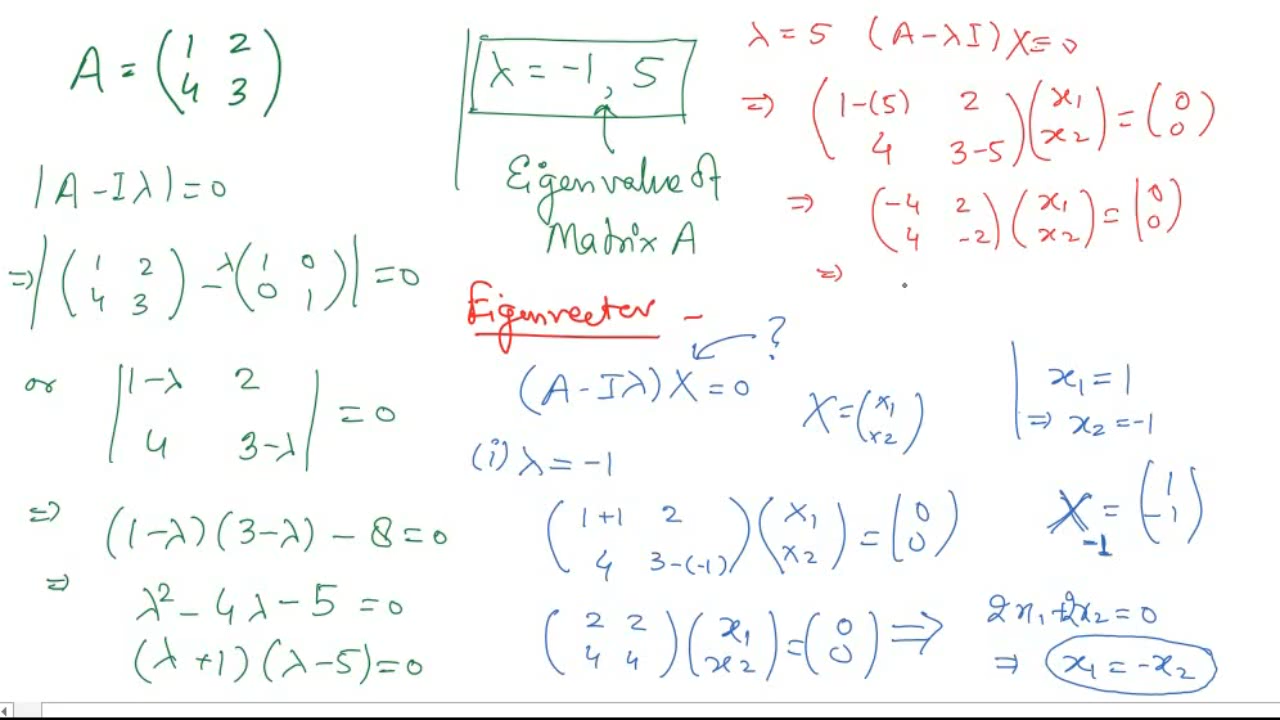 A = (1 2
4 3)
|A - Iλ| = 0
⇒ |(1 2
4 3) - λ(1 0
0 1)| = 0
or |1-λ 2
4 3-λ| = 0
⇒ (1-λ)(3-λ) - 8 = 0
⇒ λ² - 4λ - 5 = 0
(λ+1)(λ-5) = 0
λ = -1, 5
Eigenvalue of
Matrix A
Eigenvector -
(A - Iλ)X = 0
?
X = (x₁
x₂)
(i) λ = -1
(1+1 2
4 3-(-1))(x₁
x₂) = (0
0)
(2 2
4 4)(x₁
x₂) = (0
0) ⇒
2x₁+2x₂ = 0
⇒ x₁ = -x₂
x₁ = 1
⇒ x₂ = -1
X₋₁ = (1
-1)
λ = 5 (A-λI)X = 0
⇒ (1-(5) 2
4 3-5)(x₁
x₂) = (0
0)
⇒ (-4 2
4 -2)(x₁
x₂) = (0
0)
⇒